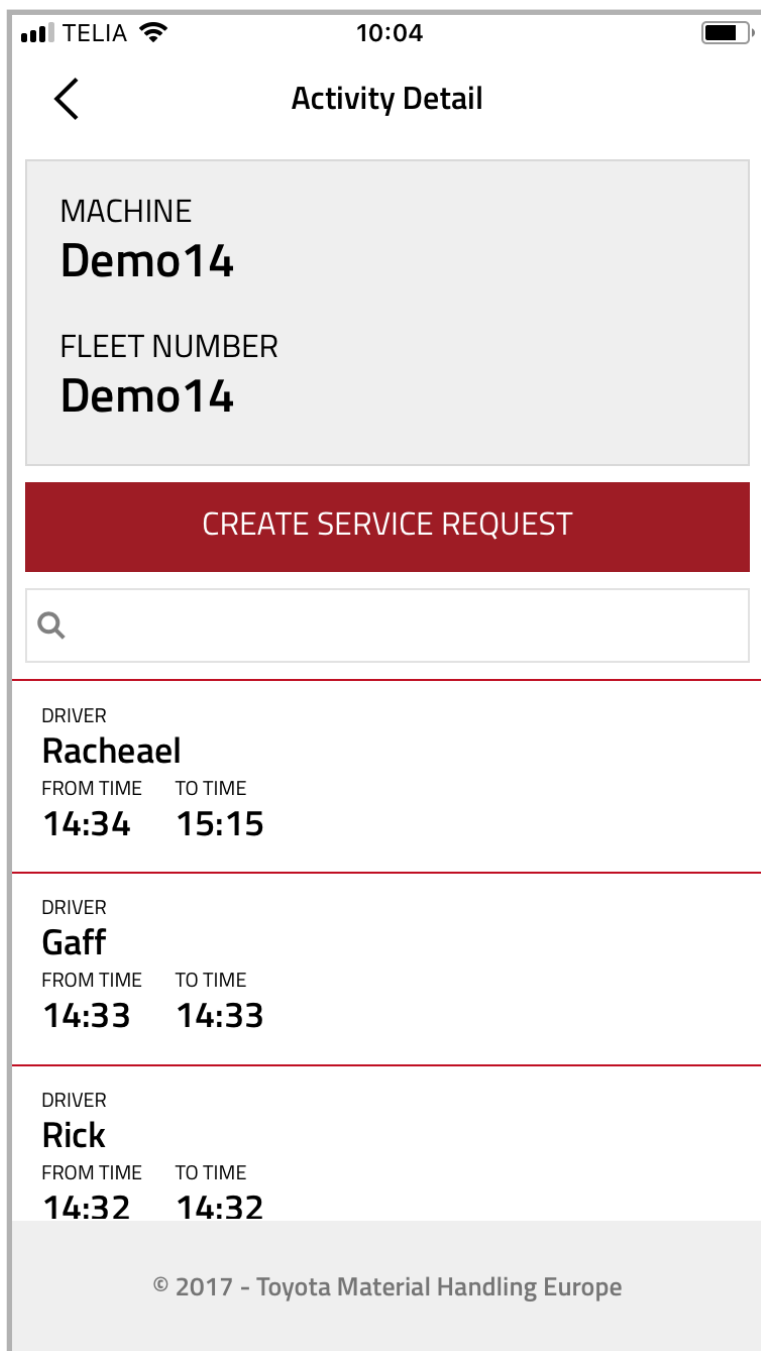 TELIA 10:04
Activity Detail
MACHINE
Demo14
FLEET NUMBER
Demo14
CREATE SERVICE REQUEST
DRIVER
Racheael
FROM TIME TO TIME
14:34 15:15
DRIVER
Gaff
FROM TIME TO TIME
14:33 14:33
DRIVER
Rick
FROM TIME TO TIME
14:32 14:32
© 2017 - Toyota Material Handling Europe